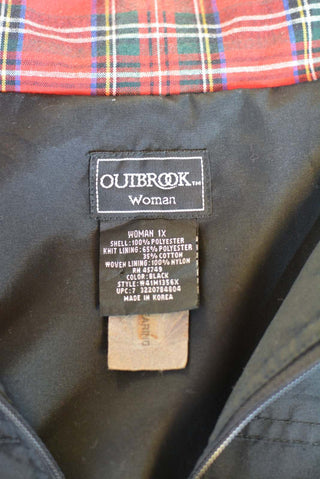 OUTBROOK™
Woman
WOMAN 1X
SHELL: 100% POLYESTER
KNIT LINING: 65% POLYESTER
35% COTTON
WOVEN LINING: 100% NYLON
RN 45749
COLOR: BLACK
STYLE: W41M1356X
UPC: 7 3220784604
MADE IN KOREA